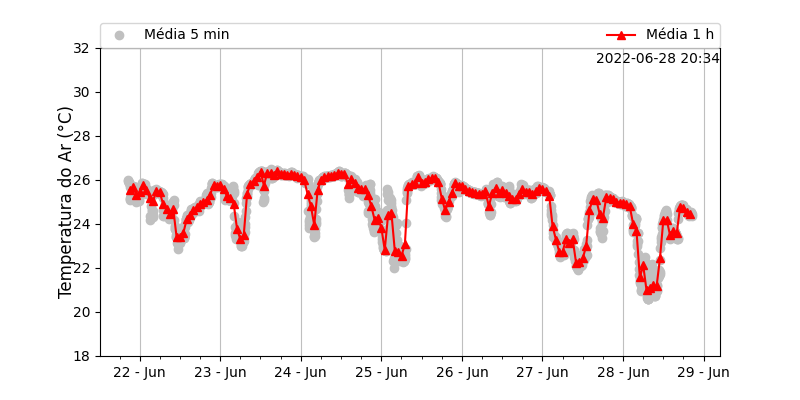 Média 5 min
Média 1 h
2022-06-28 20:34
Temperatura do Ar (°C)
32
30
28
26
24
22
20
18
22 - Jun
23 - Jun
24 - Jun
25 - Jun
26 - Jun
27 - Jun
28 - Jun
29 - Jun